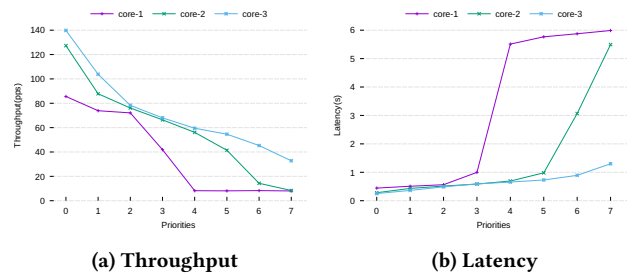 core-1 core-2 core-3
140
120
100
80
60
40
20
0
Throughput(pps)
0 1 2 3 4 5 6 7
Priorities
(a) Throughput
core-1 core-2 core-3
6
5
4
3
2
1
0
Latency(s)
0 1 2 3 4 5 6 7
Priorities
(b) Latency